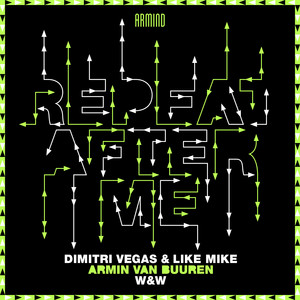 ARMIND
REPEAT
AFTER
ME
DIMITRI VEGAS & LIKE MIKE
ARMIN VAN BUUREN
W&W